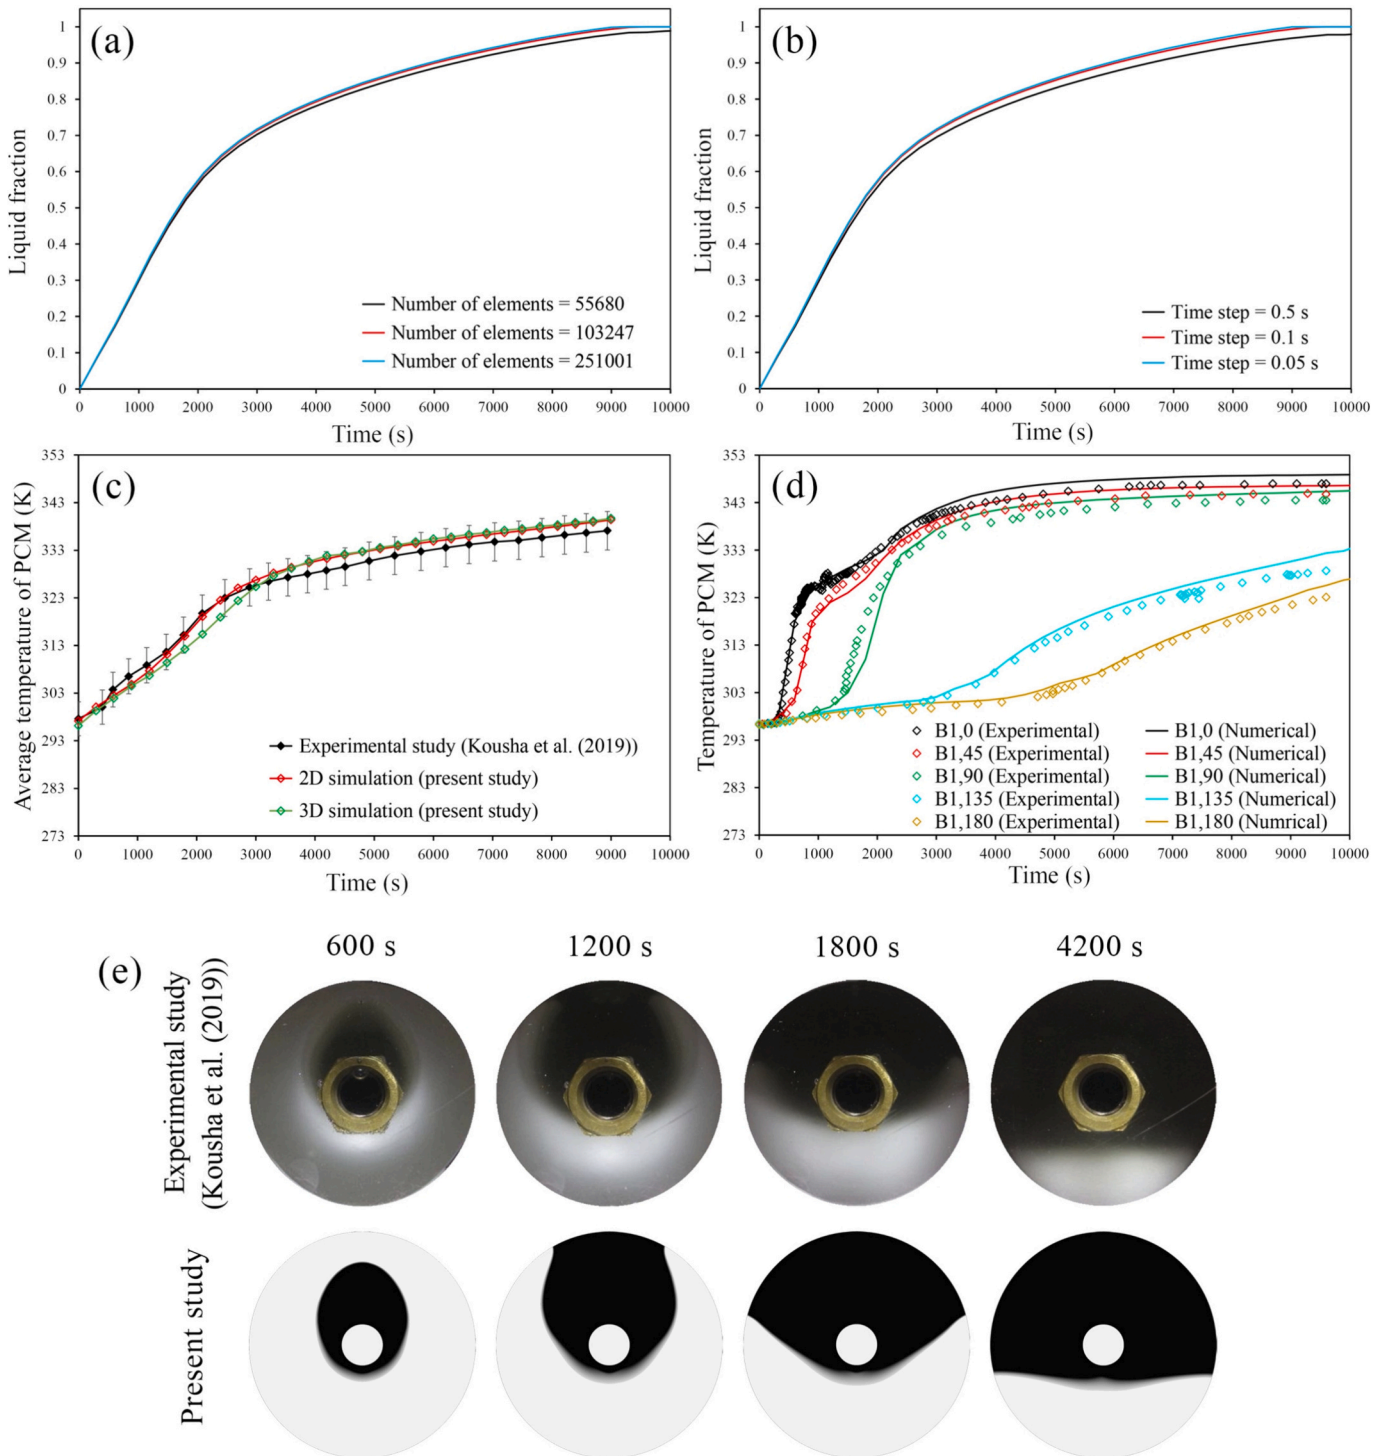 (a)
Liquid fraction
1
0.9
0.8
0.7
0.6
0.5
0.4
0.3
0.2
0.1
0
Number of elements = 55680
Number of elements = 103247
Number of elements = 251001
0 1000 2000 3000 4000 5000 6000 7000 8000 9000 10000
Time (s)
(b)
Liquid fraction
1
0.9
0.8
0.7
0.6
0.5
0.4
0.3
0.2
0.1
0
Time step = 0.5 s
Time step = 0.1 s
Time step = 0.05 s
0 1000 2000 3000 4000 5000 6000 7000 8000 9000 10000
Time (s)
(c)
Average temperature of PCM (K)
353
343
333
323
313
303
293
283
273
Experimental study (Kousha et al. (2019))
2D simulation (present study)
3D simulation (present study)
0 1000 2000 3000 4000 5000 6000 7000 8000 9000 10000
Time (s)
(d)
Temperature of PCM (K)
353
343
333
323
313
303
293
283
273
B1,0 (Experimental) B1,0 (Numerical)
B1,45 (Experimental) B1,45 (Numerical)
B1,90 (Experimental) B1,90 (Numerical)
B1,135 (Experimental) B1,135 (Numerical)
B1,180 (Experimental) B1,180 (Numrical)
0 1000 2000 3000 4000 5000 6000 7000 8000 9000 10000
Time (s)
(e)
600 s 1200 s 1800 s 4200 s
Experimental study
(Kousha et al. (2019))
Present study